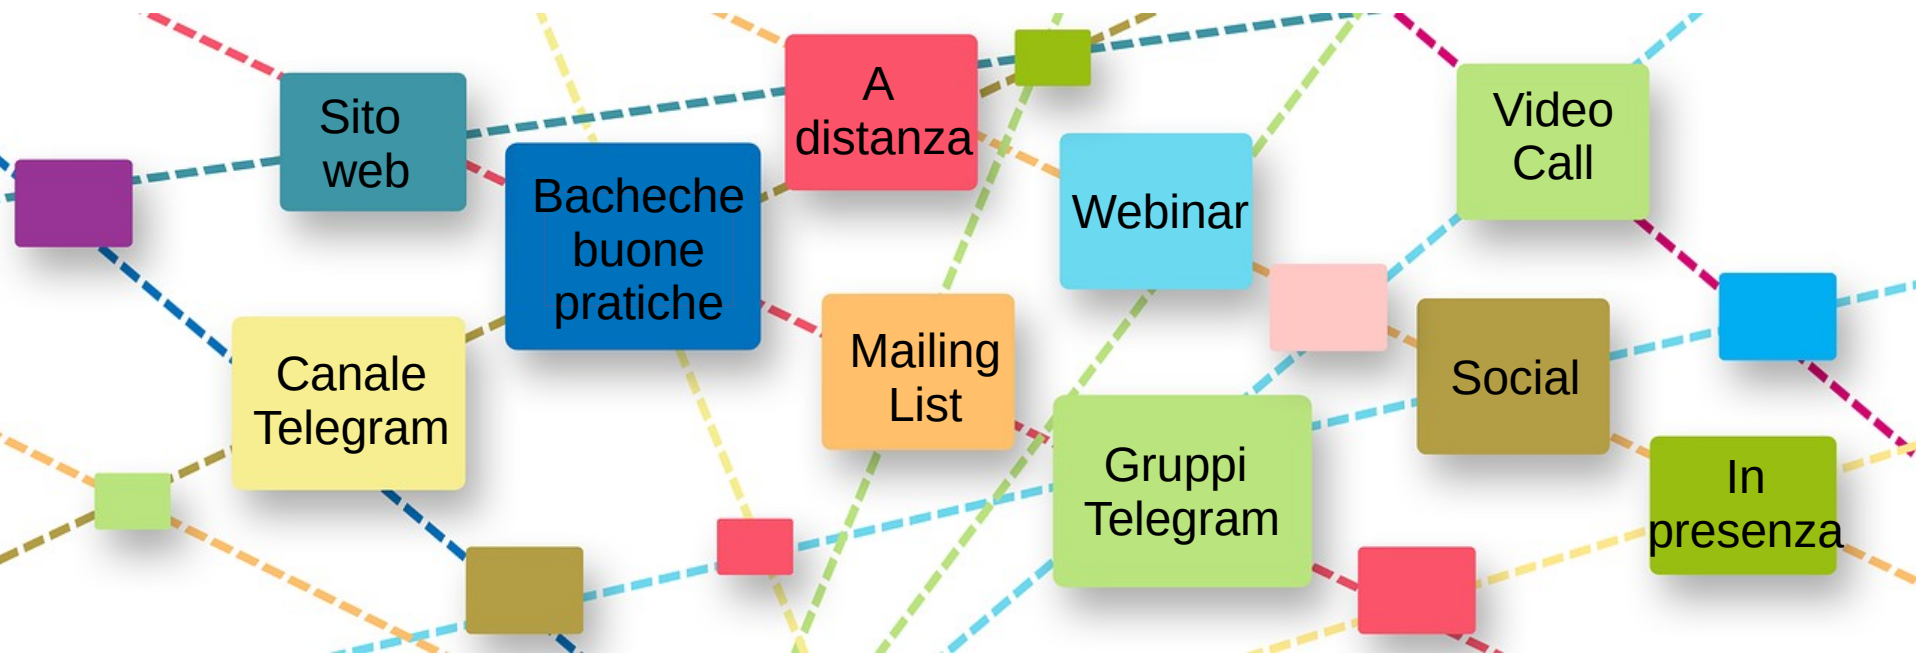 Sito
web
Bacheche
buone
pratiche
A
distanza
Webinar
Video
Call
Canale
Telegram
Mailing
List
Gruppi
Telegram
Social
In
presenza